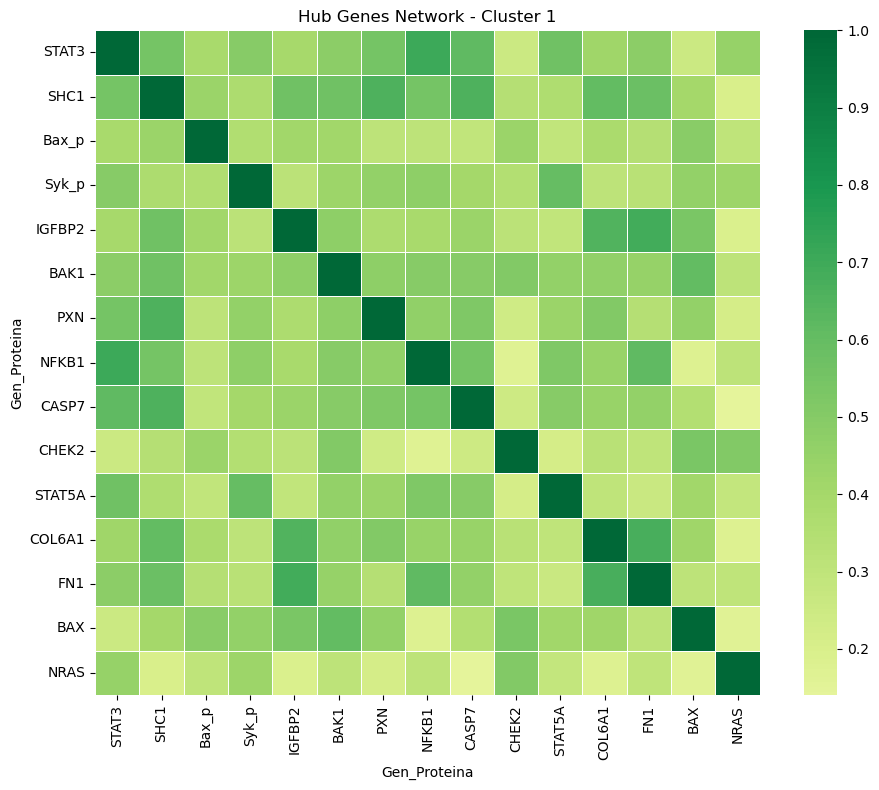 Hub Genes Network - Cluster 1
Gen_Proteina
STAT3
SHC1
Bax_p
Syk_p
IGFBP2
BAK1
PXN
NFKB1
CASP7
CHEK2
STAT5A
COL6A1
FN1
BAX
NRAS
STAT3
SHC1
Bax_p
Syk_p
IGFBP2
BAK1
PXN
NFKB1
CASP7
CHEK2
STAT5A
COL6A1
FN1
BAX
NRAS
Gen_Proteina
1.0
0.9
0.8
0.7
0.6
0.5
0.4
0.3
0.2